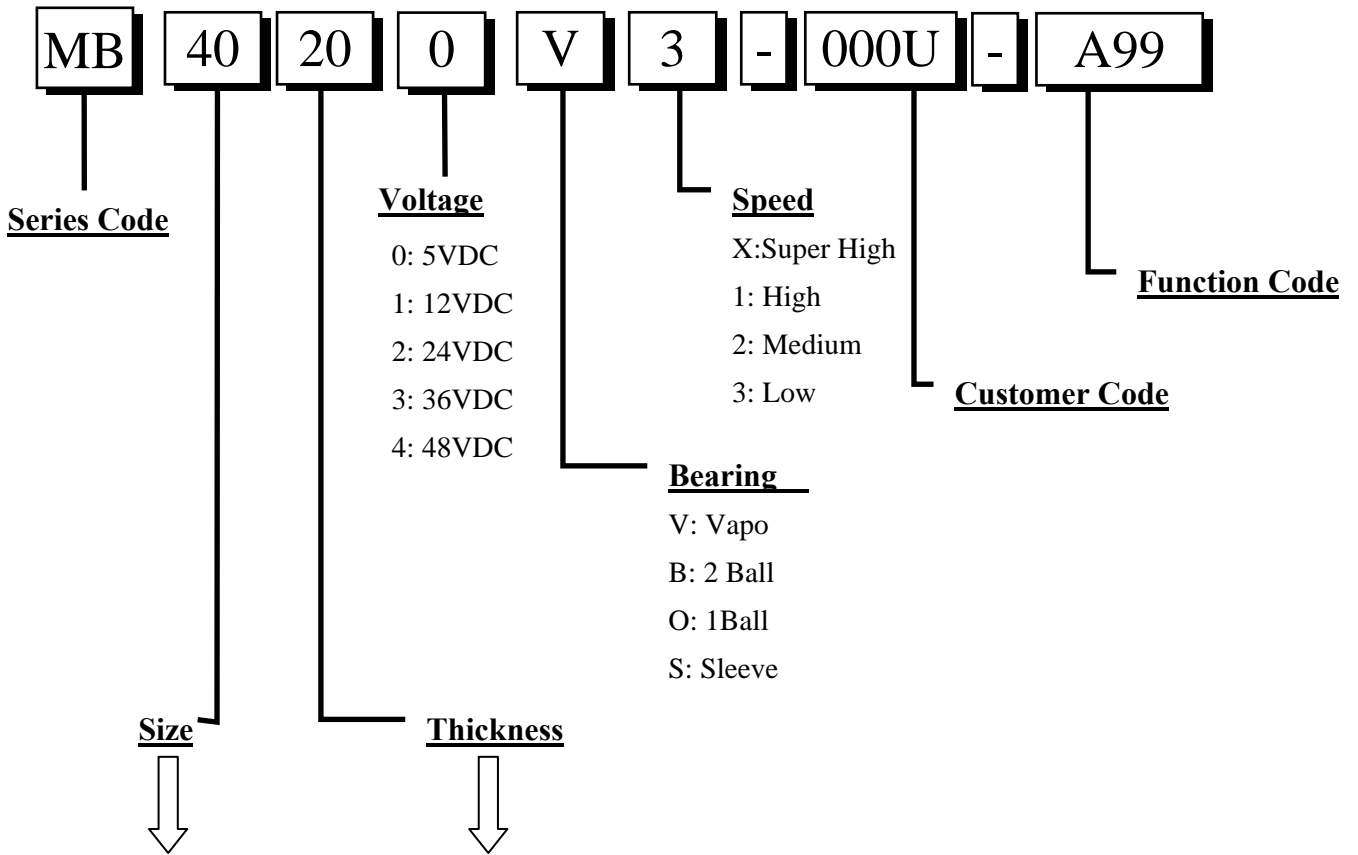 MB 40 20 0 V 3 - 000U - A99
Series Code
Voltage
0: 5VDC
1: 12VDC
2: 24VDC
3: 36VDC
4: 48VDC
Speed
X:Super High
1: High
2: Medium
3: Low
Function Code
Customer Code
Bearing
V: Vapo
B: 2 Ball
O: 1Ball
S: Sleeve
Size
Thickness